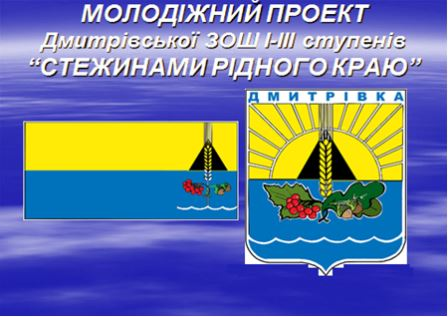 МОЛОДІЖНИЙ ПРОЕКТ
Дмитрівської ЗОШ І-ІІІ ступенів
“СТЕЖИНАМИ РІДНОГО КРАЮ”
ДМИТРІВКА